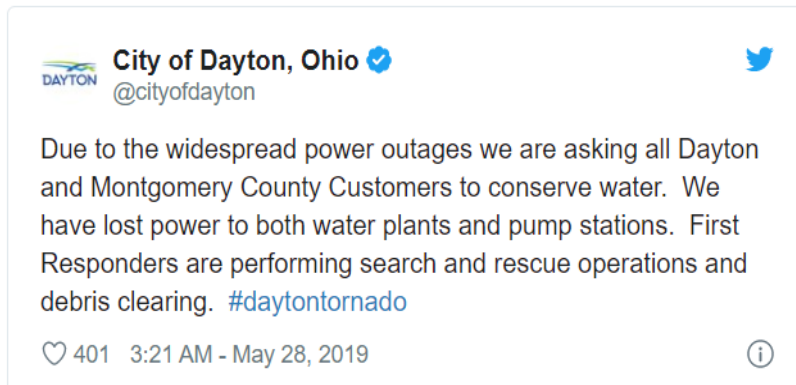 DAYTON
City of Dayton, Ohio
@cityofdayton
Due to the widespread power outages we are asking all Dayton
and Montgomery County Customers to conserve water.  We
have lost power to both water plants and pump stations.  First
Responders are performing search and rescue operations and
debris clearing.  #daytontornado
401   3:21 AM - May 28, 2019